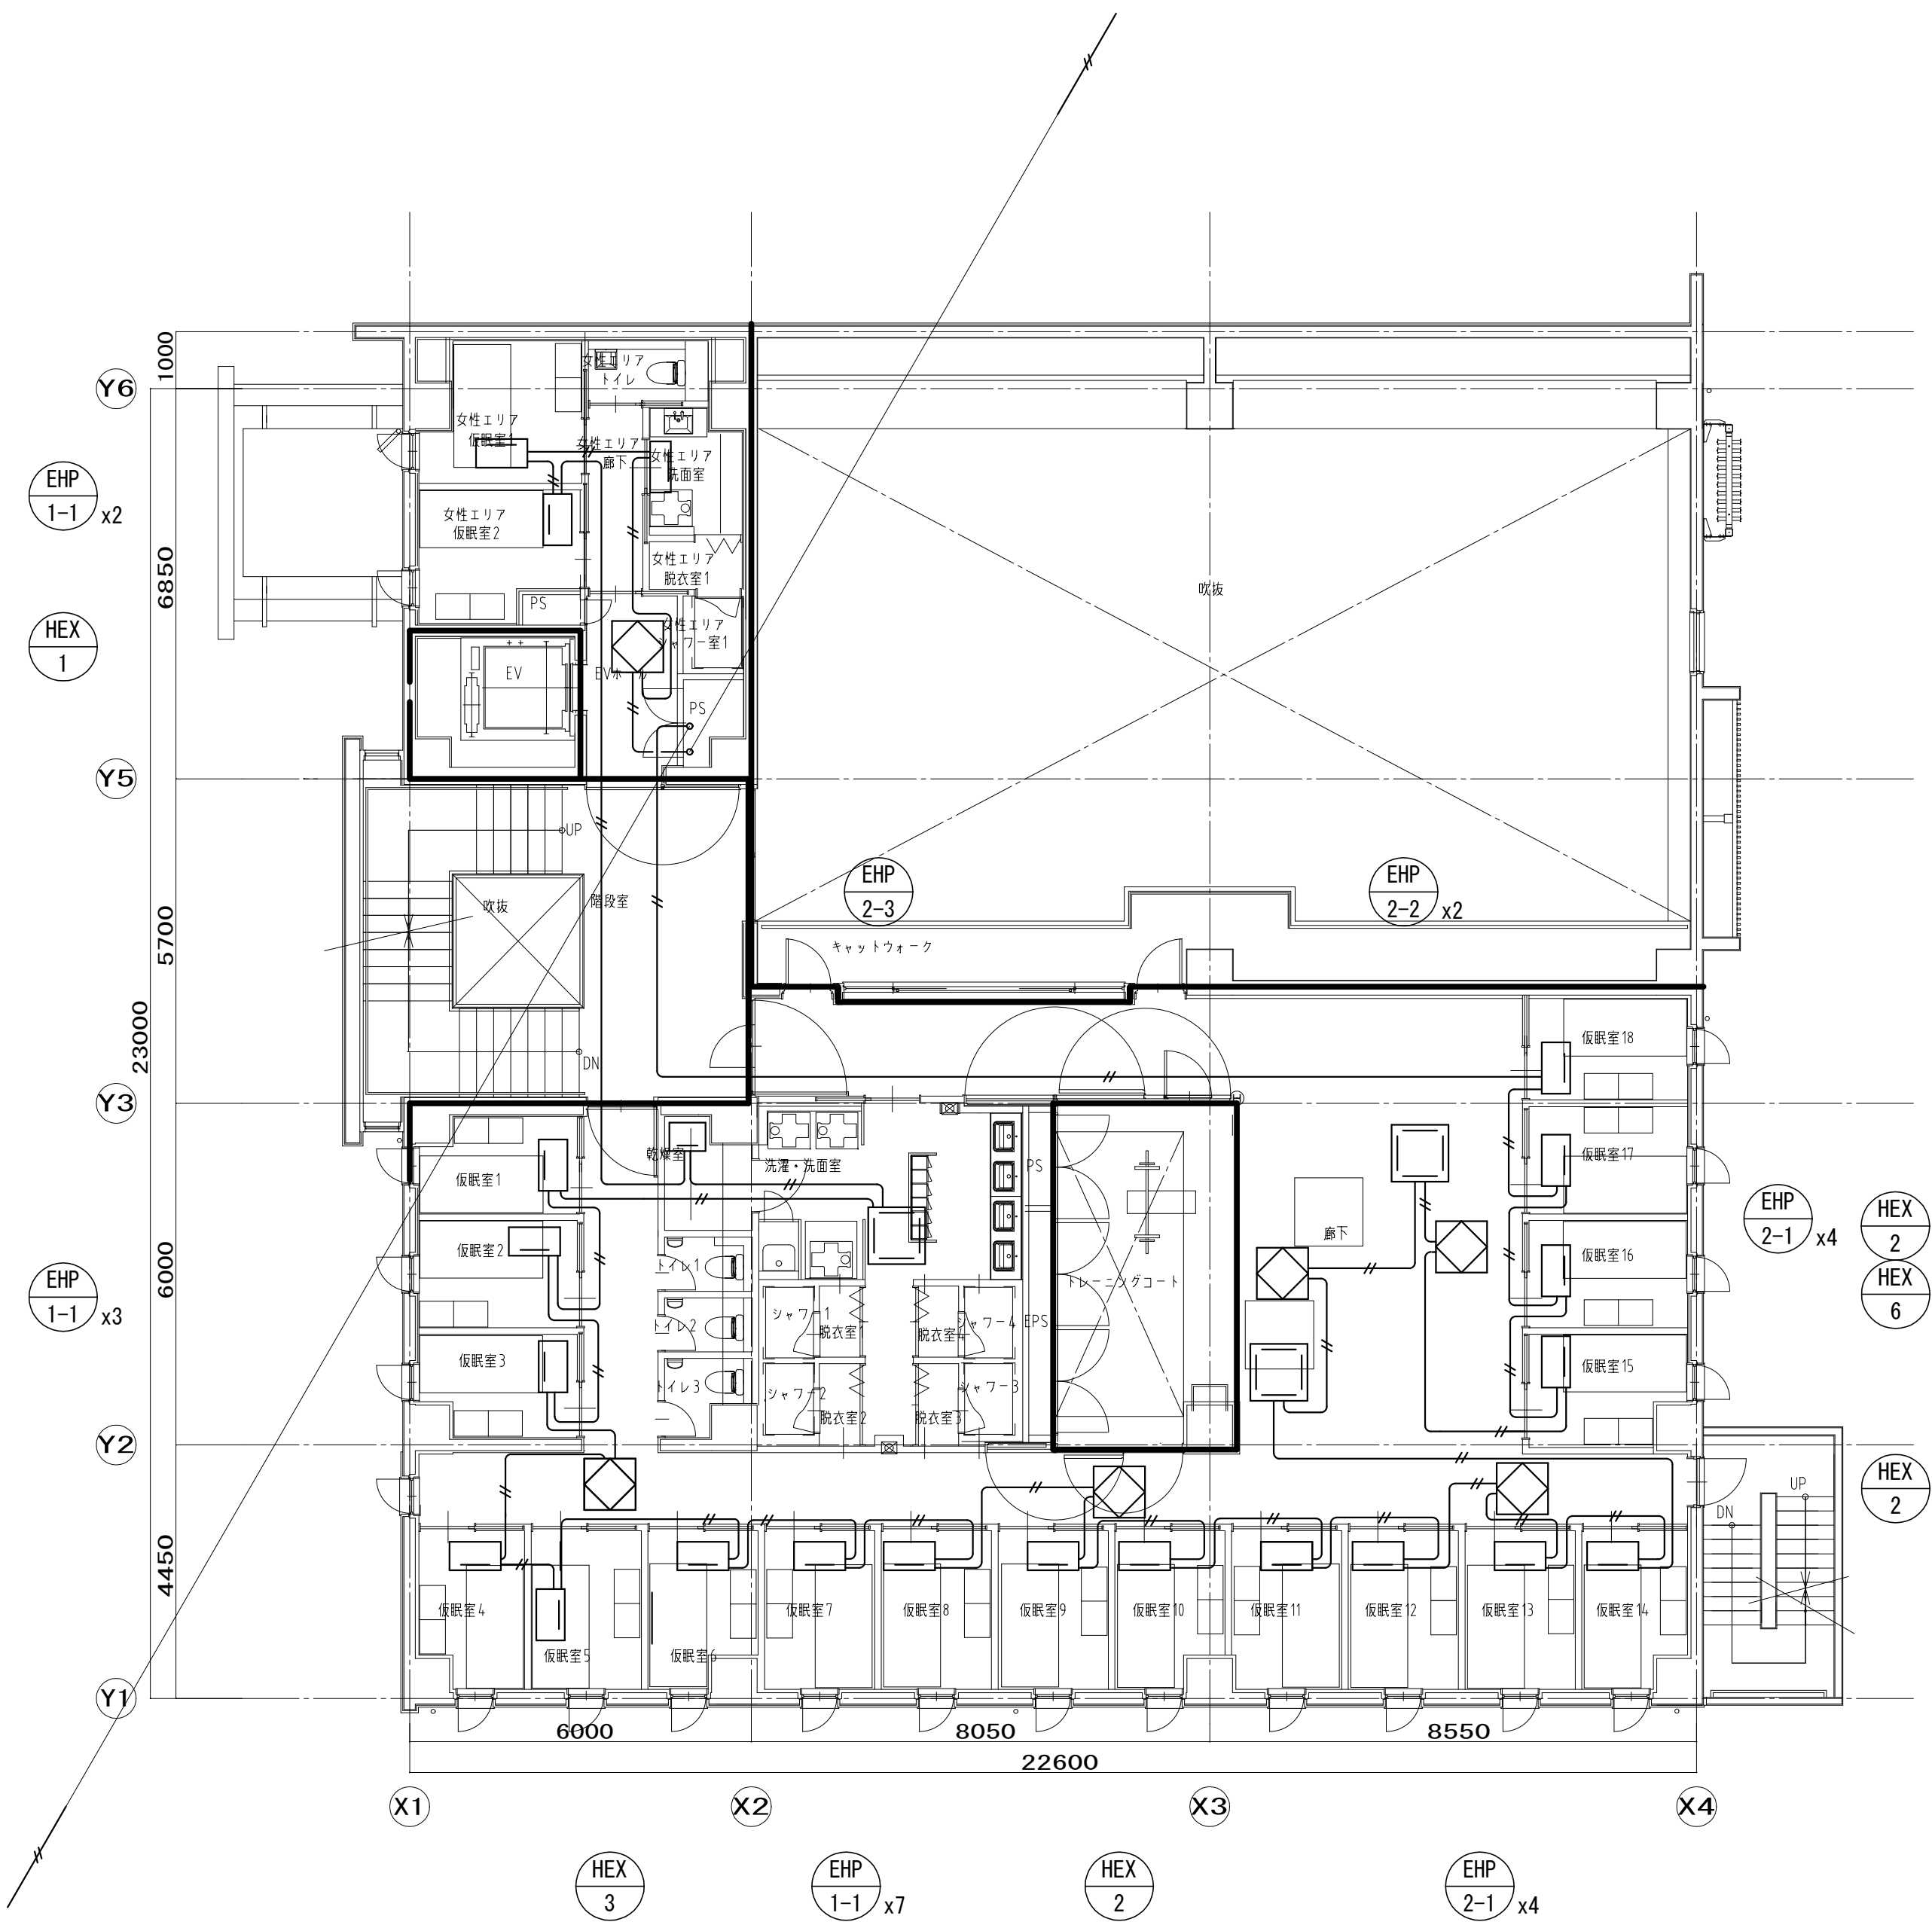 1000
Y6
女性エリア
トイレ
女性エリア
仮眠室1
女性エリア
廊下
女性エリア
洗面室
EHP
1-1 x2
女性エリア
仮眠室2
6850
女性エリア
脱衣室1
吹抜
PS
HEX
1
女性エリア
シャワー室1
EV
EVホール
PS
Y5
UP
EHP
2-3
EHP
2-2 x2
吹抜
階段室
5700
キャットウォーク
23000
DN
仮眠室18
Y3
乾燥室
洗濯・洗面室
PS
仮眠室17
仮眠室1
EHP
2-1 x4
HEX
2
廊下
仮眠室2
仮眠室16
6000
トイレ1
トレーニングコート
EHP
1-1 x3
HEX
6
シャワー1
脱衣室1
脱衣室4
シャワー4
EPS
トイレ2
仮眠室3
仮眠室15
トイレ3
シャワー2
脱衣室2
脱衣室3
シャワー3
Y2
HEX
2
UP
DN
4450
仮眠室4
仮眠室5
仮眠室6
仮眠室7
仮眠室8
仮眠室9
仮眠室10
仮眠室11
仮眠室12
仮眠室13
仮眠室14
Y1
6000
8050
8550
22600
X1
X2
X3
X4
HEX
3
EHP
1-1 x7
HEX
2
EHP
2-1 x4